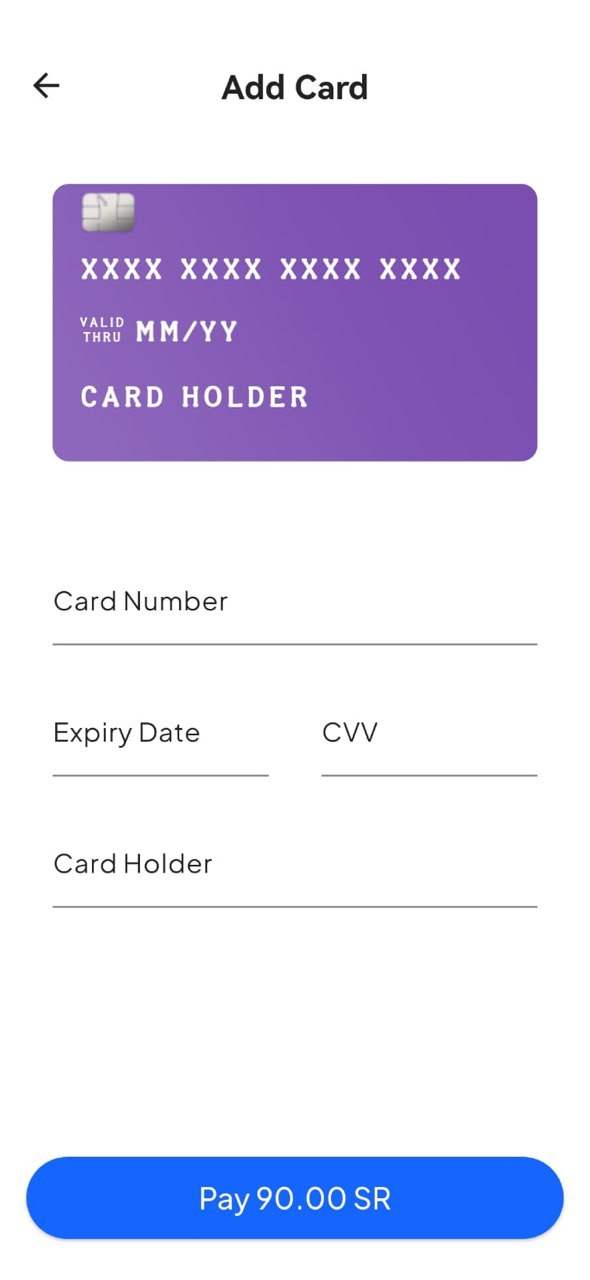 Add Card
XXXX XXXX XXXX XXXX
VALID
THRU MM/YY
CARD HOLDER
Card Number
Expiry Date CVV
Card Holder
Pay 90.00 SR